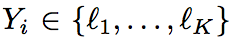 Y_i ∈ {ℓ_1, . . . , ℓ_K}